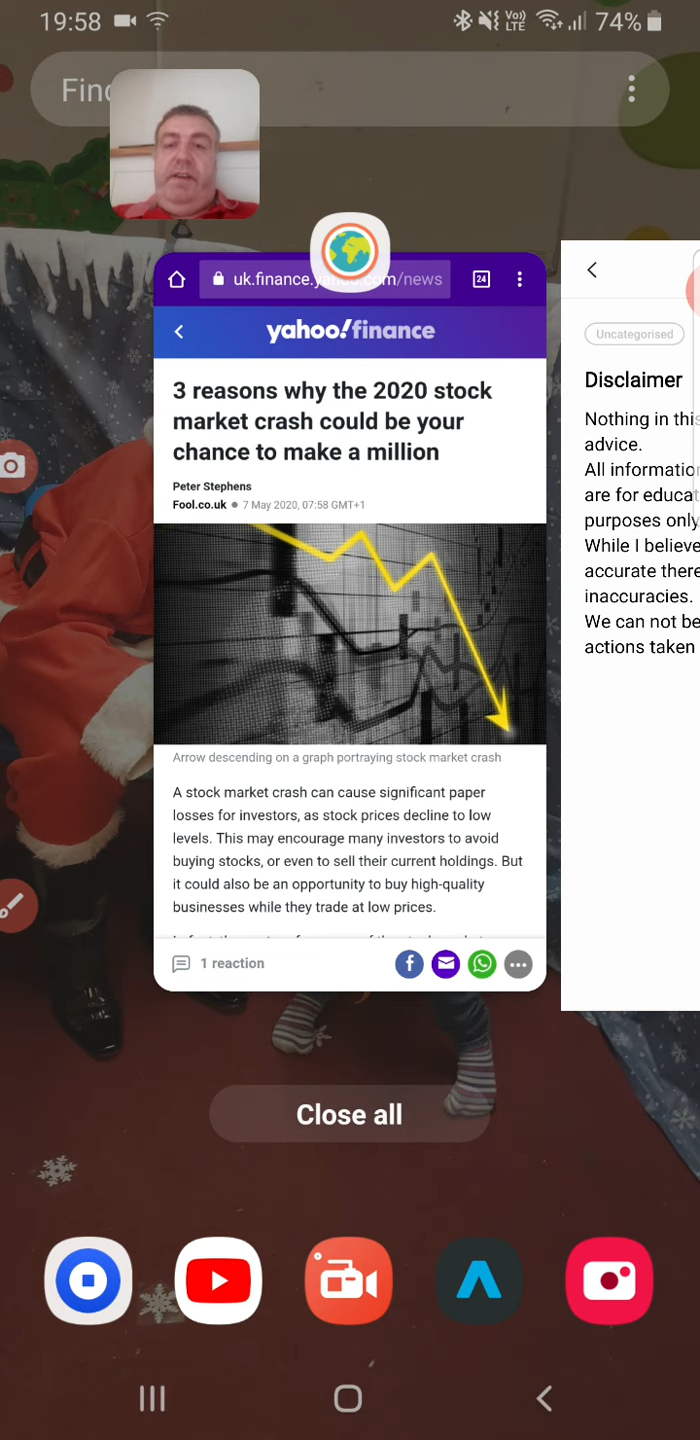 19:58
Vo) LTE
74%
Find
24
uk.finance.yahoo.com/news
yahoo!finance
3 reasons why the 2020 stock
market crash could be your
chance to make a million
Peter Stephens
Fool.co.uk • 7 May 2020, 07:58 GMT+1
Arrow descending on a graph portraying stock market crash
A stock market crash can cause significant paper
losses for investors, as stock prices decline to low
levels. This may encourage many investors to avoid
buying stocks, or even to sell their current holdings. But
it could also be an opportunity to buy high-quality
businesses while they trade at low prices.
1 reaction
Uncategorised
Disclaimer
Nothing in this
advice.
All information
are for educat
purposes only
While I believe
accurate there
inaccuracies.
We can not be
actions taken
Close all